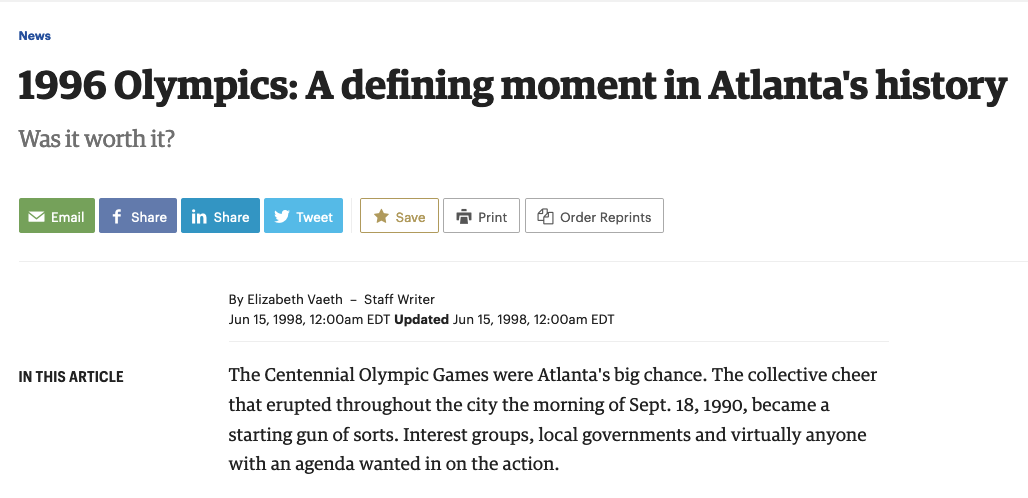 News
1996 Olympics: A defining moment in Atlanta's history
Was it worth it?
Email Share Share Tweet Save Print Order Reprints
By Elizabeth Vaeth – Staff Writer
Jun 15, 1998, 12:00am EDT Updated Jun 15, 1998, 12:00am EDT
IN THIS ARTICLE
The Centennial Olympic Games were Atlanta's big chance. The collective cheer
that erupted throughout the city the morning of Sept. 18, 1990, became a
starting gun of sorts. Interest groups, local governments and virtually anyone
with an agenda wanted in on the action.